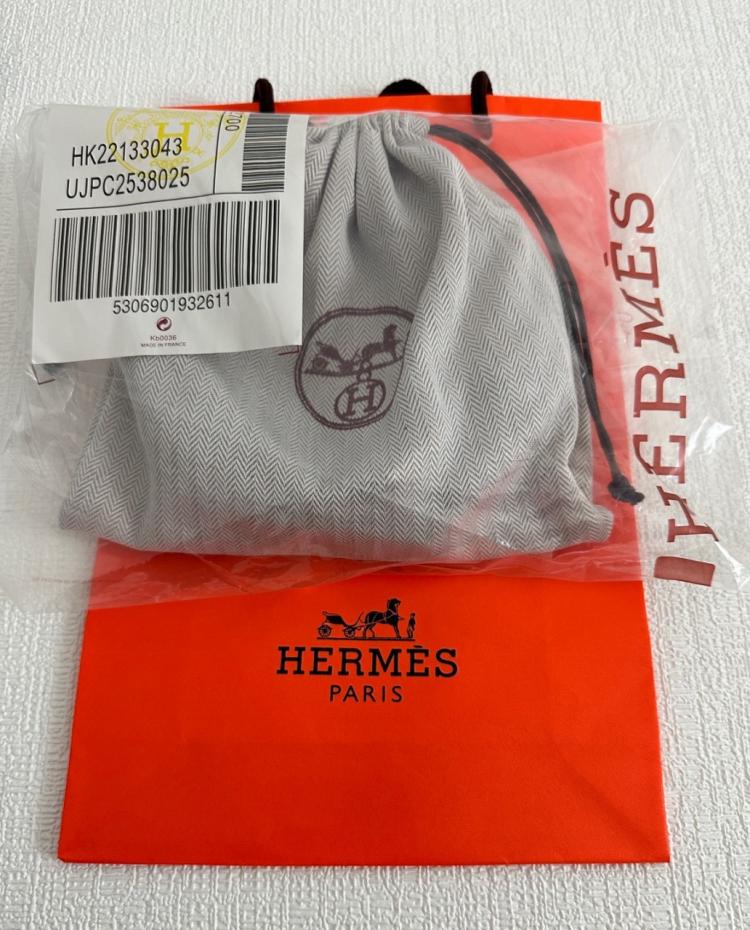 HK22133043
UJPC2538025
5306901932611
Kb0036
MADE IN FRANCE
H
HERMÈS
HERMÈS
PARIS